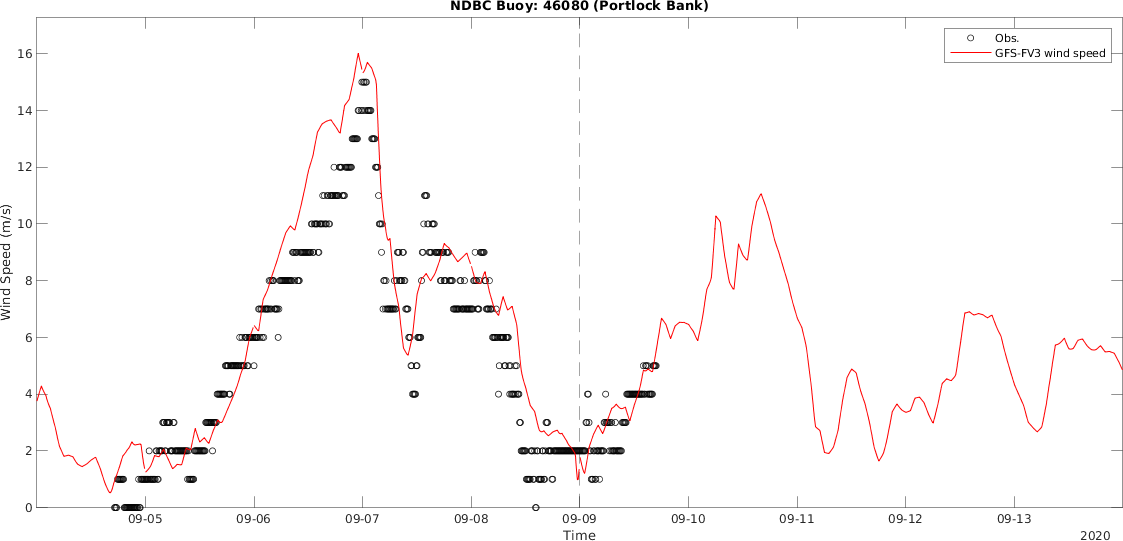 NDBC Buoy: 46080 (Portlock Bank)
Obs.
GFS-FV3 wind speed
Wind Speed (m/s)
16
14
12
10
8
6
4
2
0
09-05 09-06 09-07 09-08 09-09 09-10 09-11 09-12 09-13
Time
2020